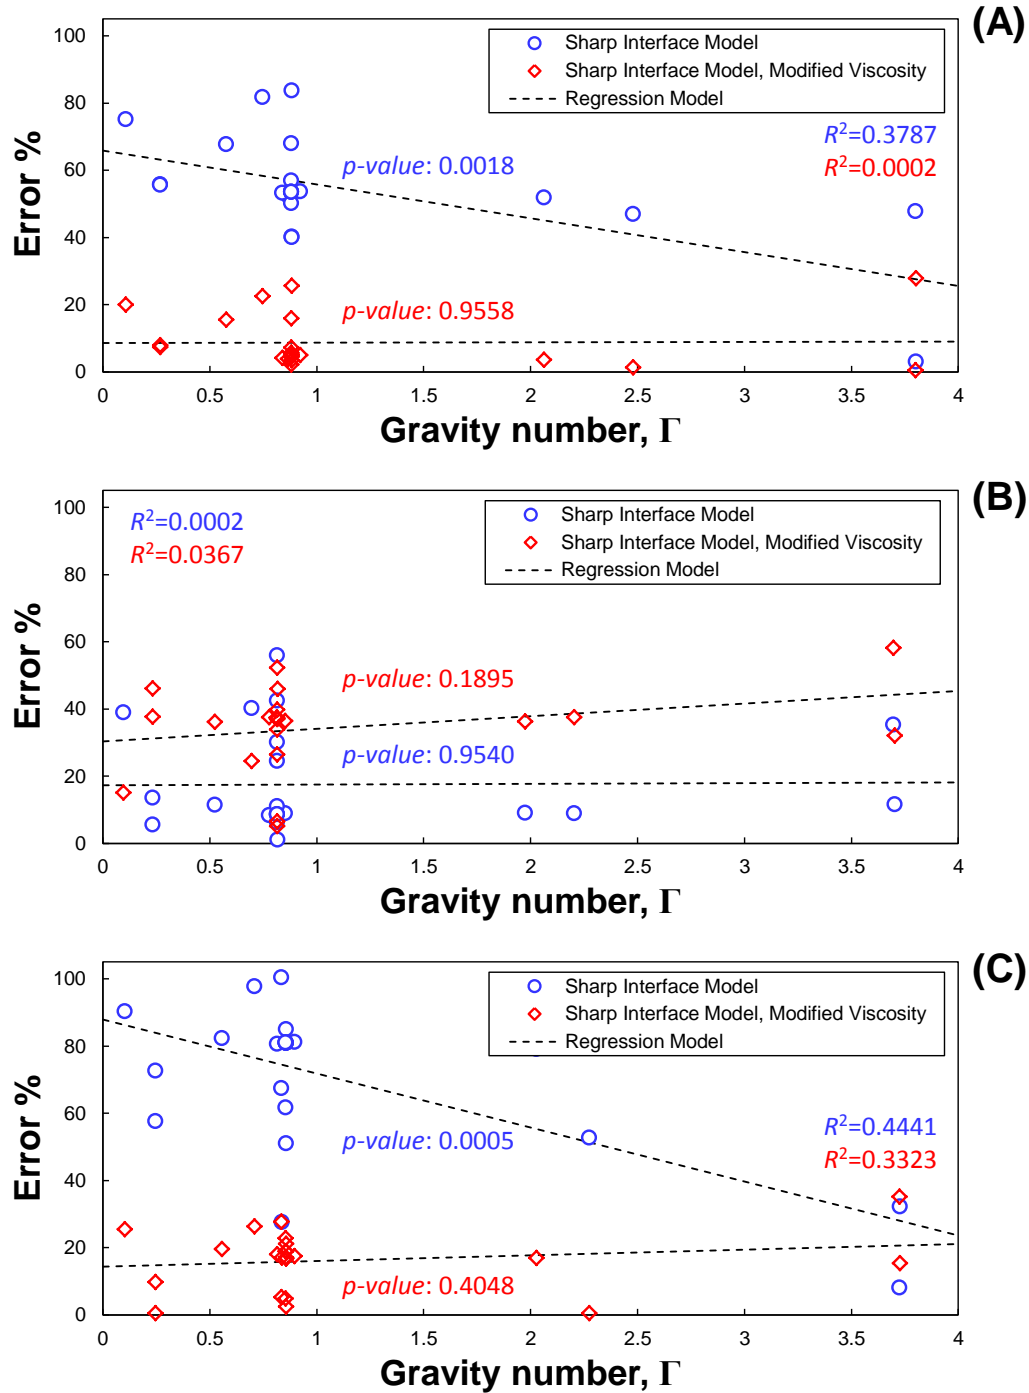 (A)
100
80
60
40
20
0
Error %
Sharp Interface Model
Sharp Interface Model, Modified Viscosity
Regression Model
R²=0.3787
R²=0.0002
p-value: 0.0018
p-value: 0.9558
0 0.5 1 1.5 2 2.5 3 3.5 4
Gravity number, Γ
(B)
100
80
60
40
20
0
Error %
R²=0.0002
R²=0.0367
Sharp Interface Model
Sharp Interface Model, Modified Viscosity
Regression Model
p-value: 0.1895
p-value: 0.9540
0 0.5 1 1.5 2 2.5 3 3.5 4
Gravity number, Γ
(C)
100
80
60
40
20
0
Error %
Sharp Interface Model
Sharp Interface Model, Modified Viscosity
Regression Model
p-value: 0.0005
R²=0.4441
R²=0.3323
p-value: 0.4048
0 0.5 1 1.5 2 2.5 3 3.5 4
Gravity number, Γ